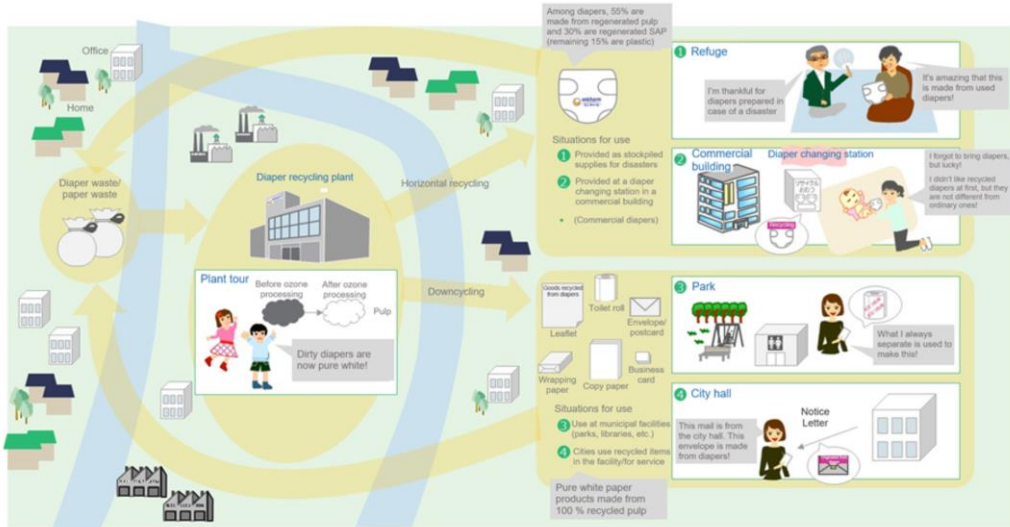 Among diapers, 55% are
made from regenerated pulp
and 30% are regenerated SAP
(remaining 15% are plastic)
Office
Home
Diaper waste/
paper waste
Diaper recycling plant
Horizontal recycling
Situations for use
1 Provided as stockpiled
supplies for disasters
2 Provided at a diaper
changing station in a
commercial building
• (Commercial diapers)
1 Refuge
I'm thankful for
diapers prepared in
case of a disaster
It's amazing that this
is made from used
diapers!
2 Commercial
building
Diaper changing station
リサイクル
おむつ
Recycling
I forgot to bring diapers,
but lucky!
I didn't like recycled
diapers at first, but they
are not different from
ordinary ones!
Plant tour
Before ozone
processing
After ozone
processing
Pulp
Dirty diapers are
now pure white!
Downcycling
Goods recycled
from diapers
Leaflet
Toilet roll
Envelope/
postcard
Wrapping
paper
Copy paper
Business
card
Situations for use
3 Use at municipal facilities
(parks, libraries, etc.)
4 Cities use recycled items
in the facility/for service
Pure white paper
products made from
100 % recycled pulp
3 Park
What I always
separate is used to
make this!
4 City hall
This mail is from
the city hall. This
envelope is made
from diapers!
Notice
Letter